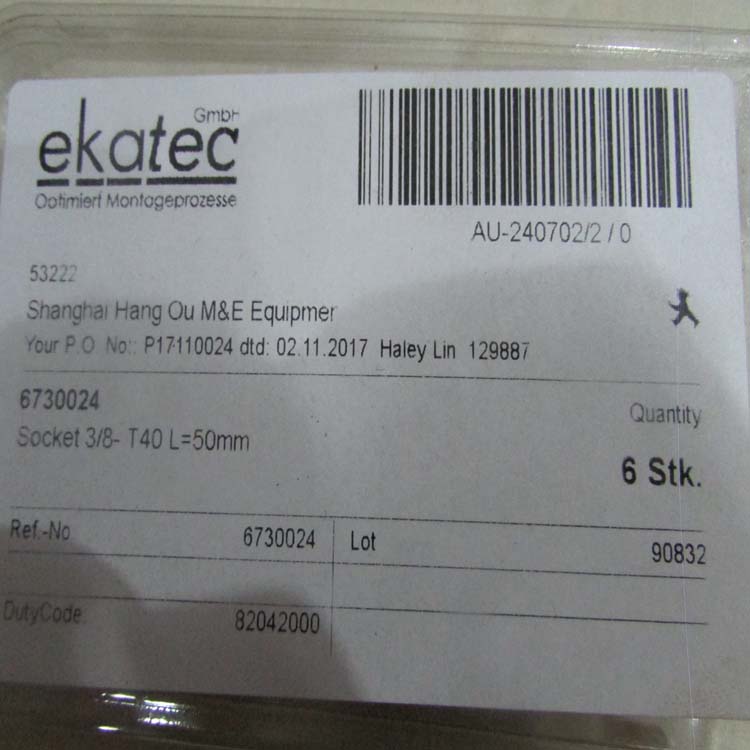 GmbH
ekatec
Optimiert Montageprozesse
AU-240702/2 / 0
53222
Shanghai Hang Ou M&E Equipmer
Your P.O No.: P17110024 dtd: 02.11.2017 Haley Lin 129887
6730024
Quantity
Socket 3/8- T40 L=50mm
6 Stk.
Ref.-No 6730024 Lot 90832
DutyCode 82042000